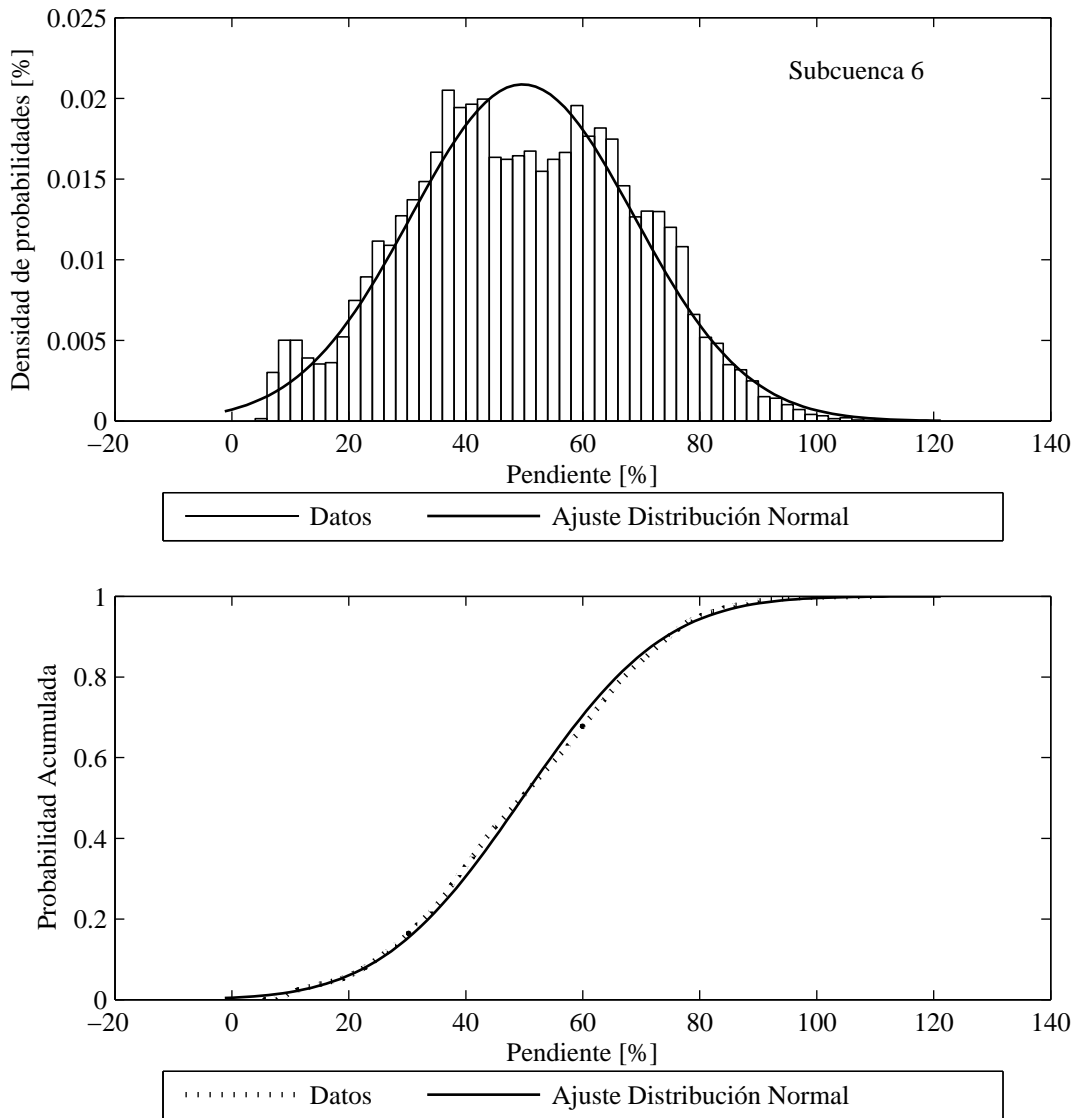 0.025
0.02
0.015
0.01
0.005
0
Densidad de probabilidades [%]
Subcuenca 6
−20 0 20 40 60 80 100 120 140
Pendiente [%]
Datos Ajuste Distribución Normal
1
0.8
0.6
0.4
0.2
0
Probabilidad Acumulada
−20 0 20 40 60 80 100 120 140
Pendiente [%]
Datos Ajuste Distribución Normal